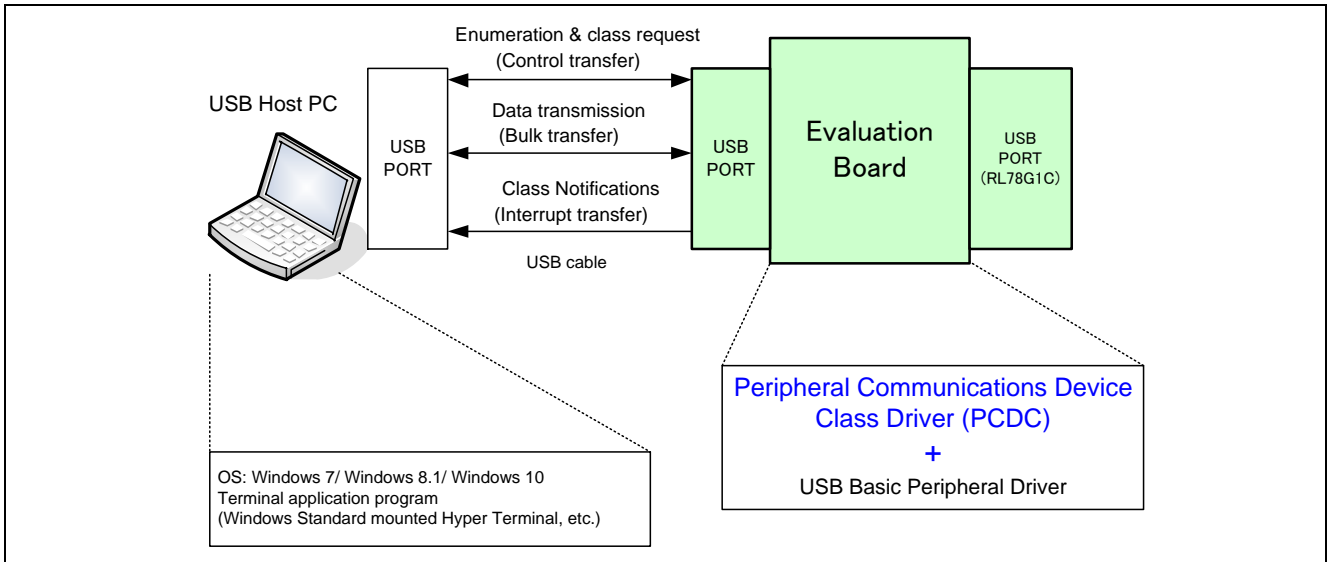 Enumeration & class request
(Control transfer)
USB Host PC
USB
PORT
Data transmission
(Bulk transfer)
Class Notifications
(Interrupt transfer)
USB cable
USB
PORT
Evaluation
Board
USB
PORT
(RL78G1C)
Peripheral Communications Device
Class Driver (PCDC)
+
USB Basic Peripheral Driver
OS: Windows 7/ Windows 8.1/ Windows 10
Terminal application program
(Windows Standard mounted Hyper Terminal, etc.)